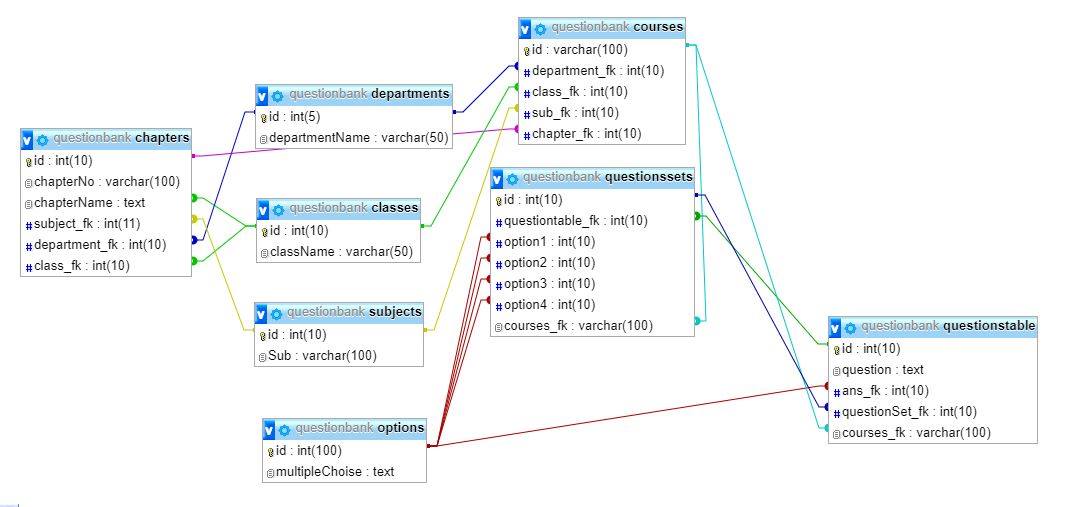 questionbank courses
id : varchar(100)
department_fk : int(10)
class_fk : int(10)
sub_fk : int(10)
chapter_fk : int(10)
questionbank departments
id : int(5)
departmentName : varchar(50)
questionbank chapters
id : int(10)
chapterNo : varchar(100)
chapterName : text
subject_fk : int(11)
department_fk : int(10)
class_fk : int(10)
questionbank questionssets
id : int(10)
questiontable_fk : int(10)
option1 : int(10)
option2 : int(10)
option3 : int(10)
option4 : int(10)
courses_fk : varchar(100)
questionbank classes
id : int(10)
className : varchar(50)
questionbank subjects
id : int(10)
Sub : varchar(100)
questionbank questionstable
id : int(10)
question : text
ans_fk : int(10)
questionSet_fk : int(10)
courses_fk : varchar(100)
questionbank options
id : int(100)
multipleChoise : text